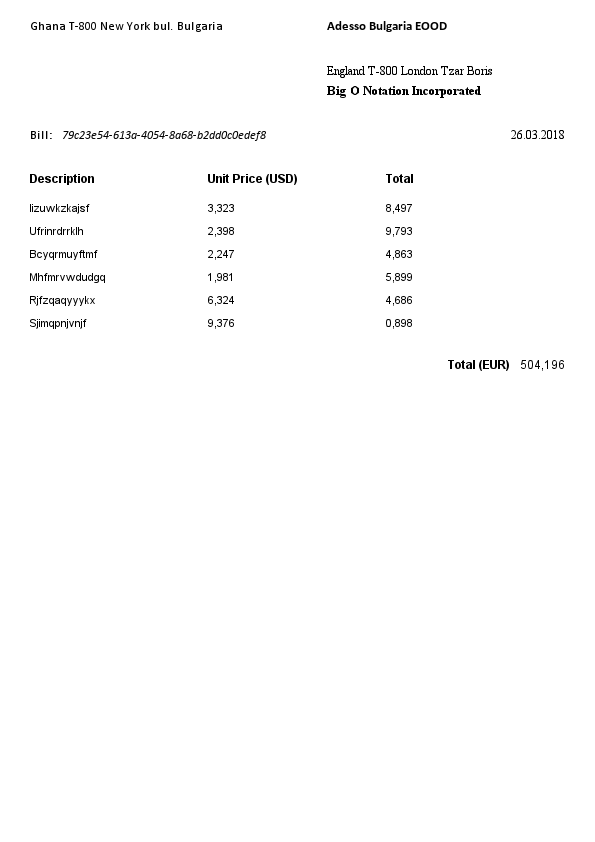 Ghana T-800 New York bul. Bulgaria
Adesso Bulgaria EOOD
England T-800 London Tzar Boris
Big O Notation Incorporated
Bill: 79c23e54-613a-4054-8a68-b2dd0c0edef8
26.03.2018
Description Unit Price (USD) Total
Iizuwkzkajsf 3,323 8,497
Ufrinrdrrklh 2,398 9,793
Bcyqrmuyftmf 2,247 4,863
Mhfmrvwdudgq 1,981 5,899
Rjfzqaqyyykx 6,324 4,686
Sjimqpnjvnjf 9,376 0,898
Total (EUR) 504,196